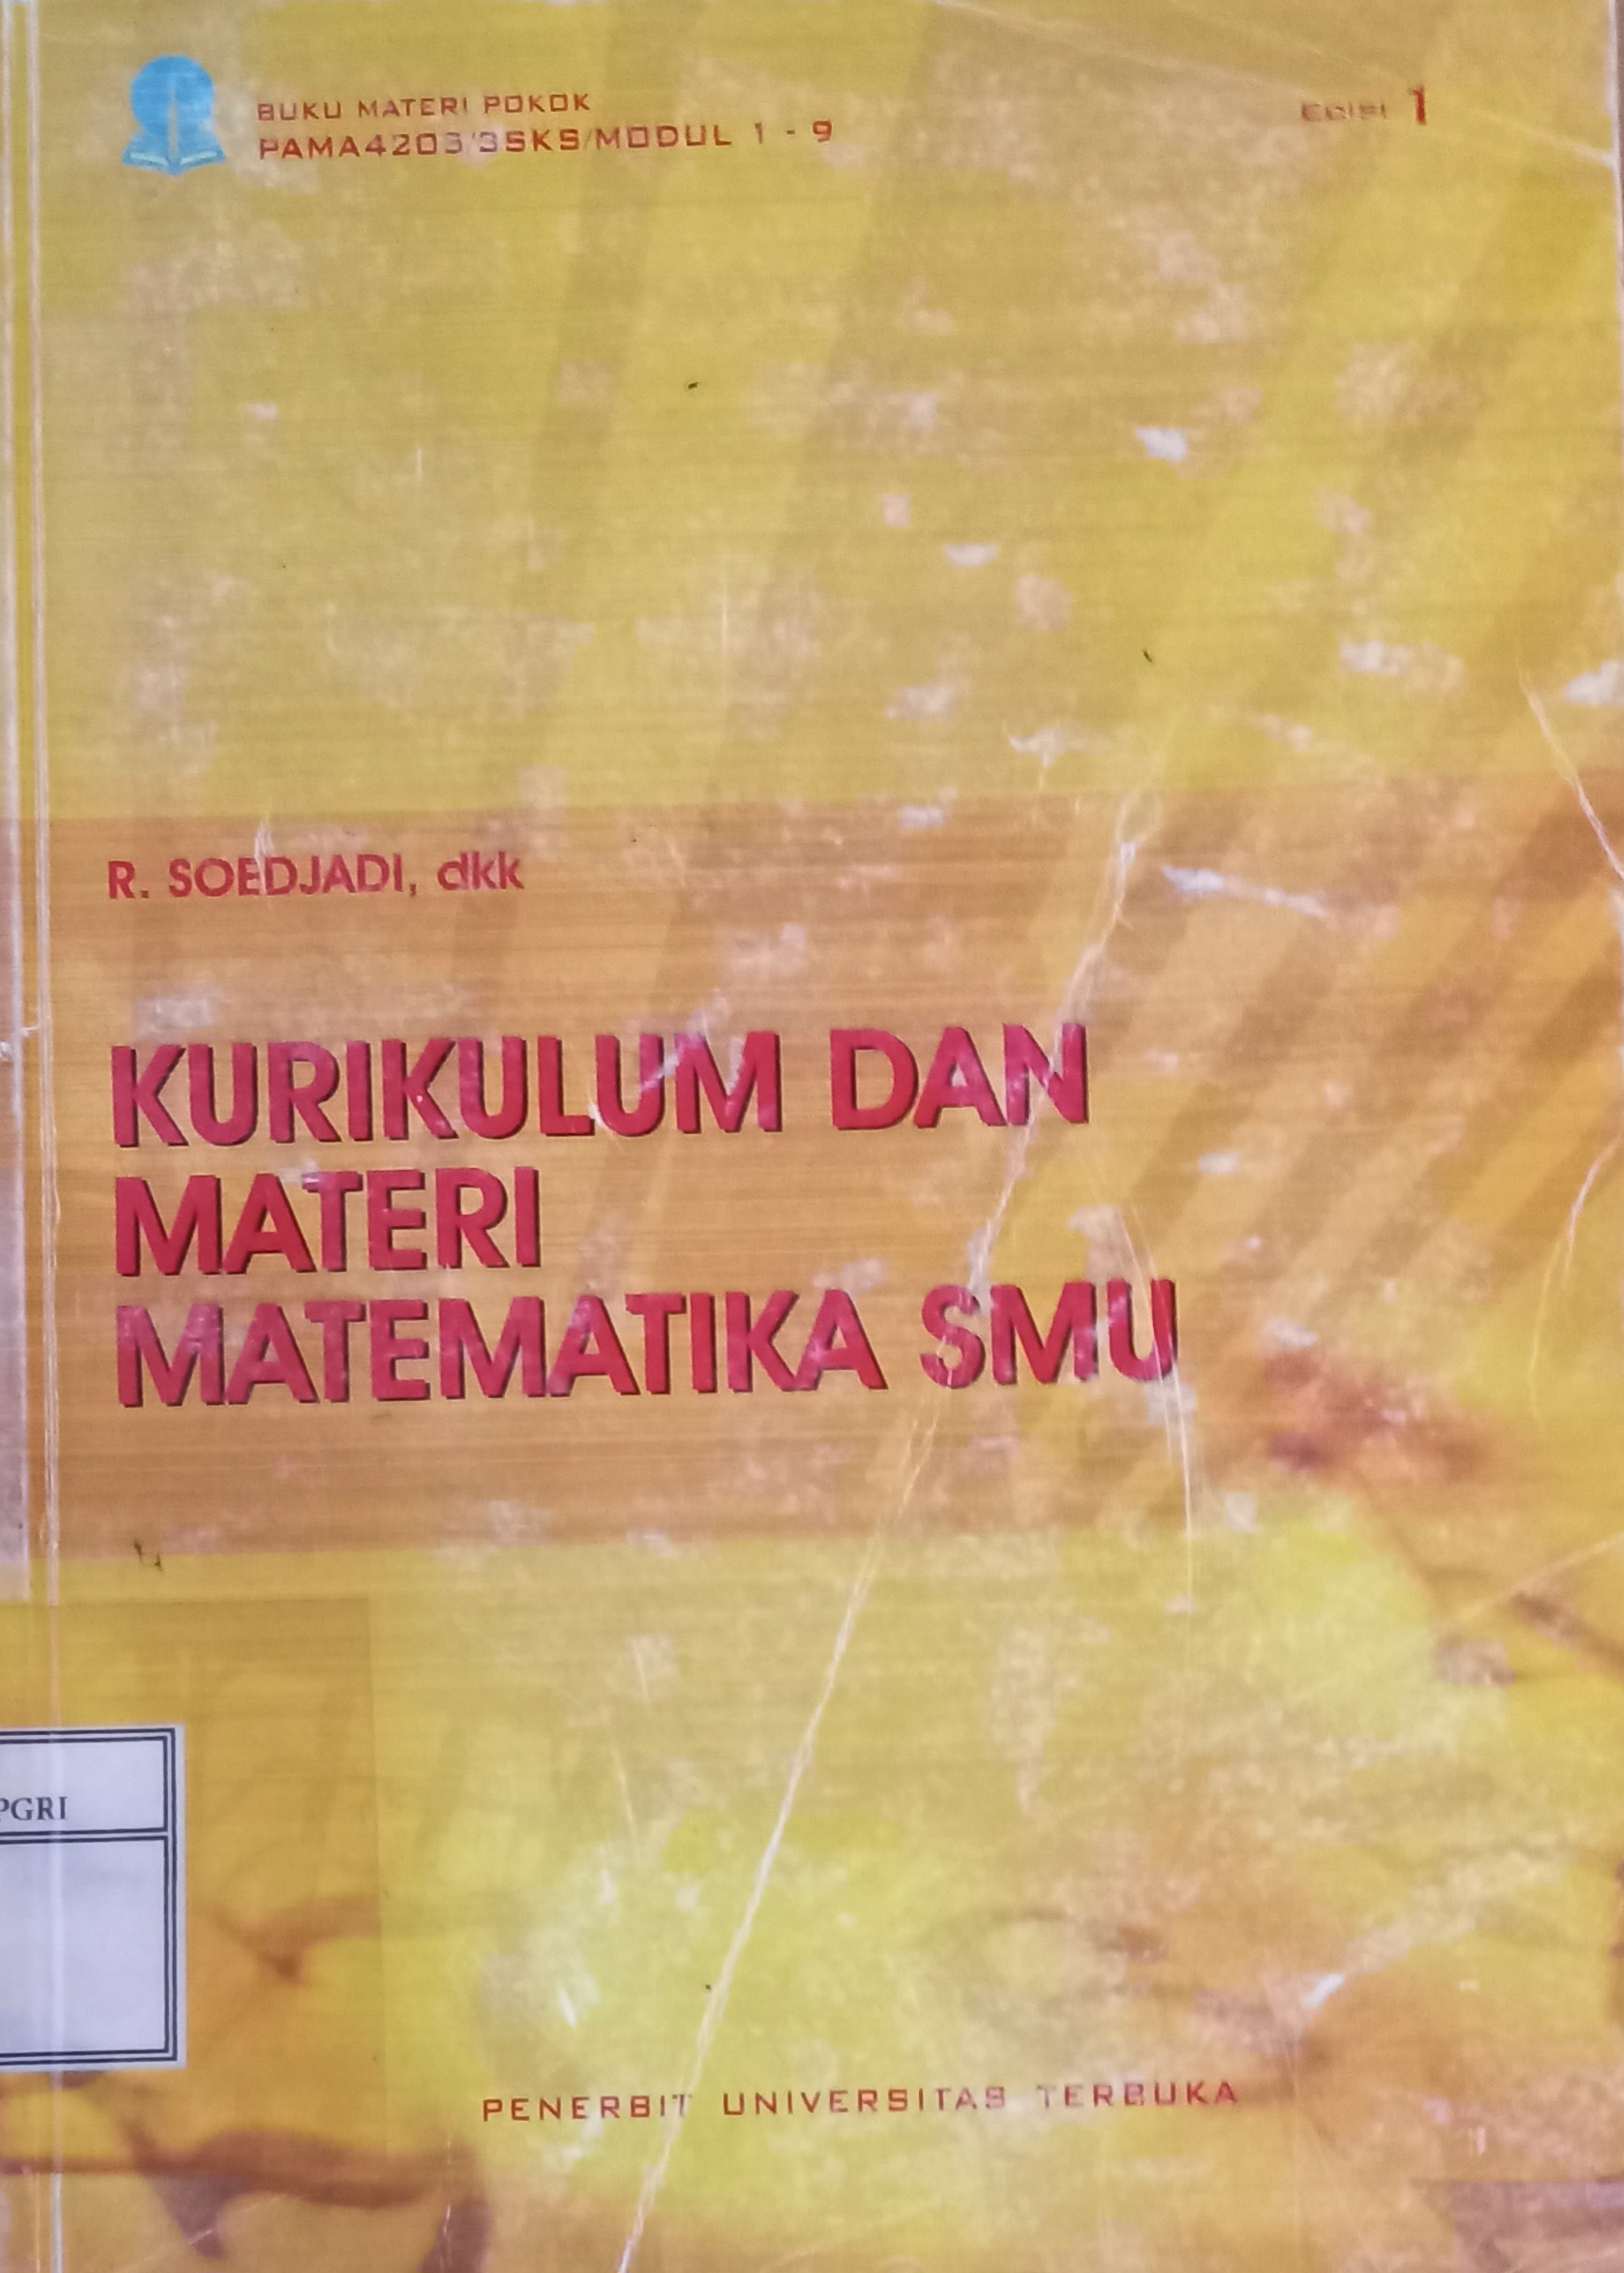 BUKU MATERI POKOK
PAMA4203/3SKS/MODUL 1 - 9
EDISI 1
R. SOEDJADI, dkk
KURIKULUM DAN
MATERI
MATEMATIKA SMU
PGRI
PENERBIT UNIVERSITAS TERBUKA